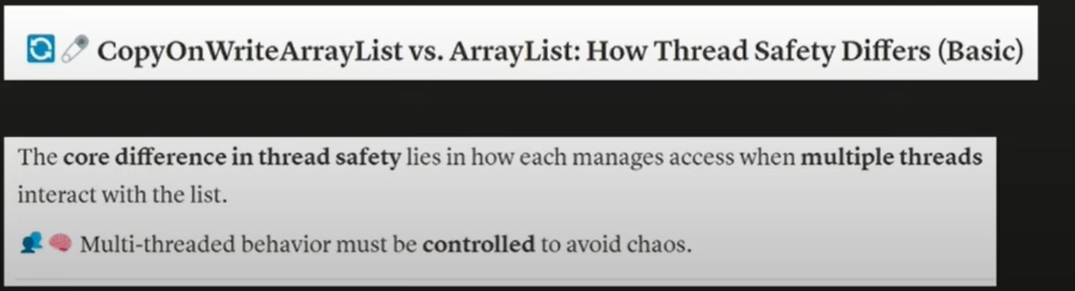 CopyOnWriteArrayList vs. ArrayList: How Thread Safety Differs (Basic)
The core difference in thread safety lies in how each manages access when multiple threads
interact with the list.
Multi-threaded behavior must be controlled to avoid chaos.